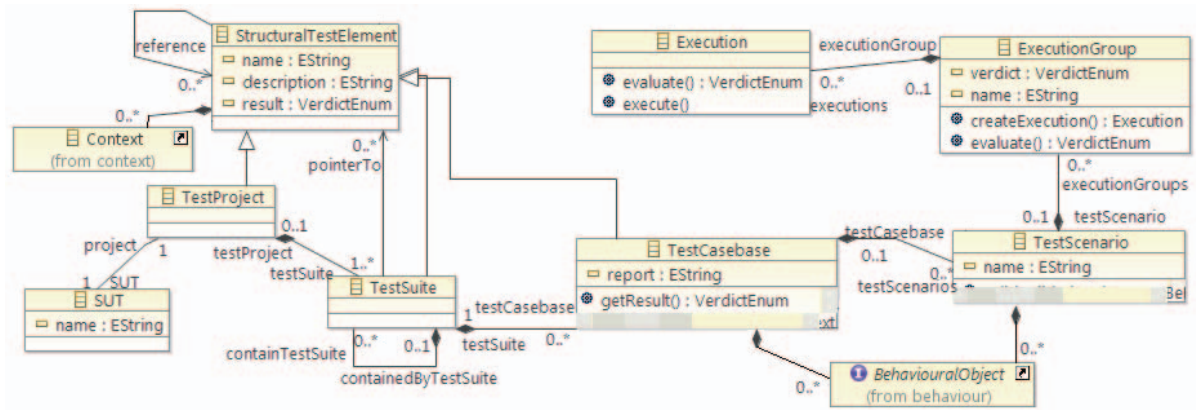 StructuralTestElement
name : EString
description : EString
result : VerdictEnum
reference
0..*
0..*
Context
(from context)
0..*
pointerTo
TestProject
project
1
0..1
testProject
testSuite
1..*
1
SUT
SUT
name : EString
TestSuite
containTestSuite
0..*
0..1
containedByTestSuite
1
testCasebase
testSuite
0..*
Execution
evaluate() : VerdictEnum
execute()
executionGroup
0..*
0..1
executions
ExecutionGroup
verdict : VerdictEnum
name : EString
createExecution() : Execution
evaluate() : VerdictEnum
0..*
executionGroups
0..1
testScenario
TestCasebase
report : EString
getResult() : VerdictEnum
testCasebase
0..1
0..*
testScenarios
TestScenario
name : EString
0..*
0..*
BehaviouralObject
(from behaviour)